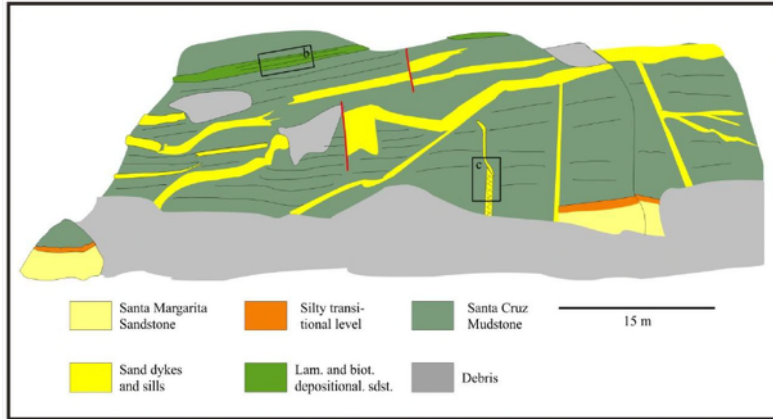 b
c
Santa Margarita
Sandstone
Silty transi-
tional level
Santa Cruz
Mudstone
15 m
Sand dykes
and sills
Lam. and biot.
depositional. sdst.
Debris